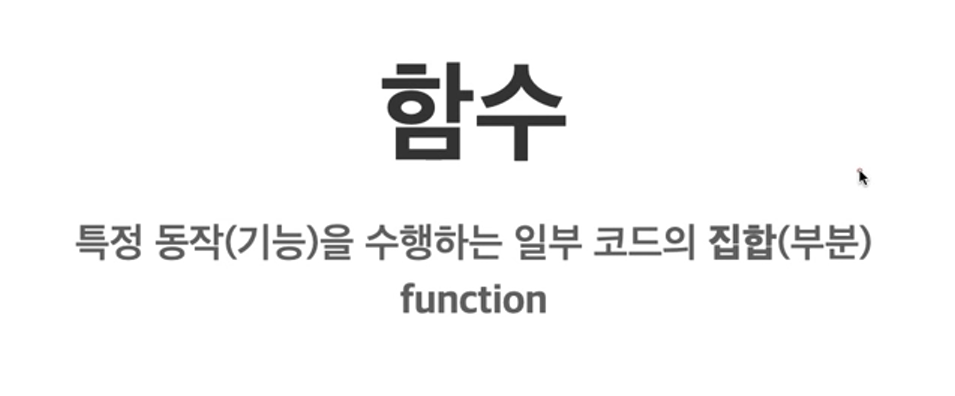 함수
특정 동작(기능)을 수행하는 일부 코드의 집합(부분)
function